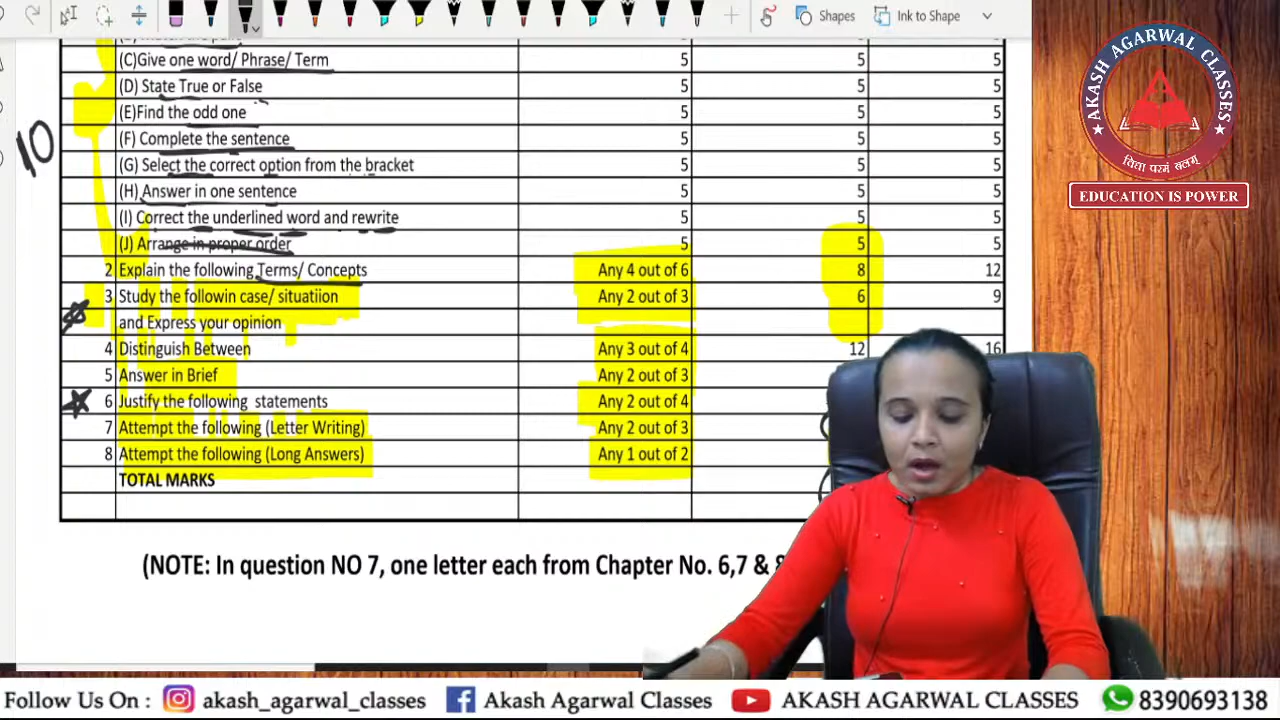 Shapes
Ink to Shape
(C)Give one word/ Phrase/ Term 5 5 5
(D) State True or False 5 5 5
(E)Find the odd one 5 5 5
10
(F) Complete the sentence 5 5 5
(G) Select the correct option from the bracket 5 5 5
(H) Answer in one sentence 5 5 5
(I) Correct the underlined word and rewrite 5 5 5
(J) Arrange in proper order 5 5 5
2 Explain the following Terms/ Concepts Any 4 out of 6 8 12
3 Study the followin case/ situatiion Any 2 out of 3 6 9
and Express your opinion
4 Distinguish Between Any 3 out of 4 12 16
5 Answer in Brief Any 2 out of 3
6 Justify the following statements Any 2 out of 4
7 Attempt the following (Letter Writing) Any 2 out of 3
8 Attempt the following (Long Answers) Any 1 out of 2
TOTAL MARKS
(NOTE: In question NO 7, one letter each from Chapter No. 6,7 &
AKASH AGARWAL CLASSES
विद्या परमं बलम्
EDUCATION IS POWER
Follow Us On : akash_agarwal_classes Akash Agarwal Classes AKASH AGARWAL CLASSES 8390693138